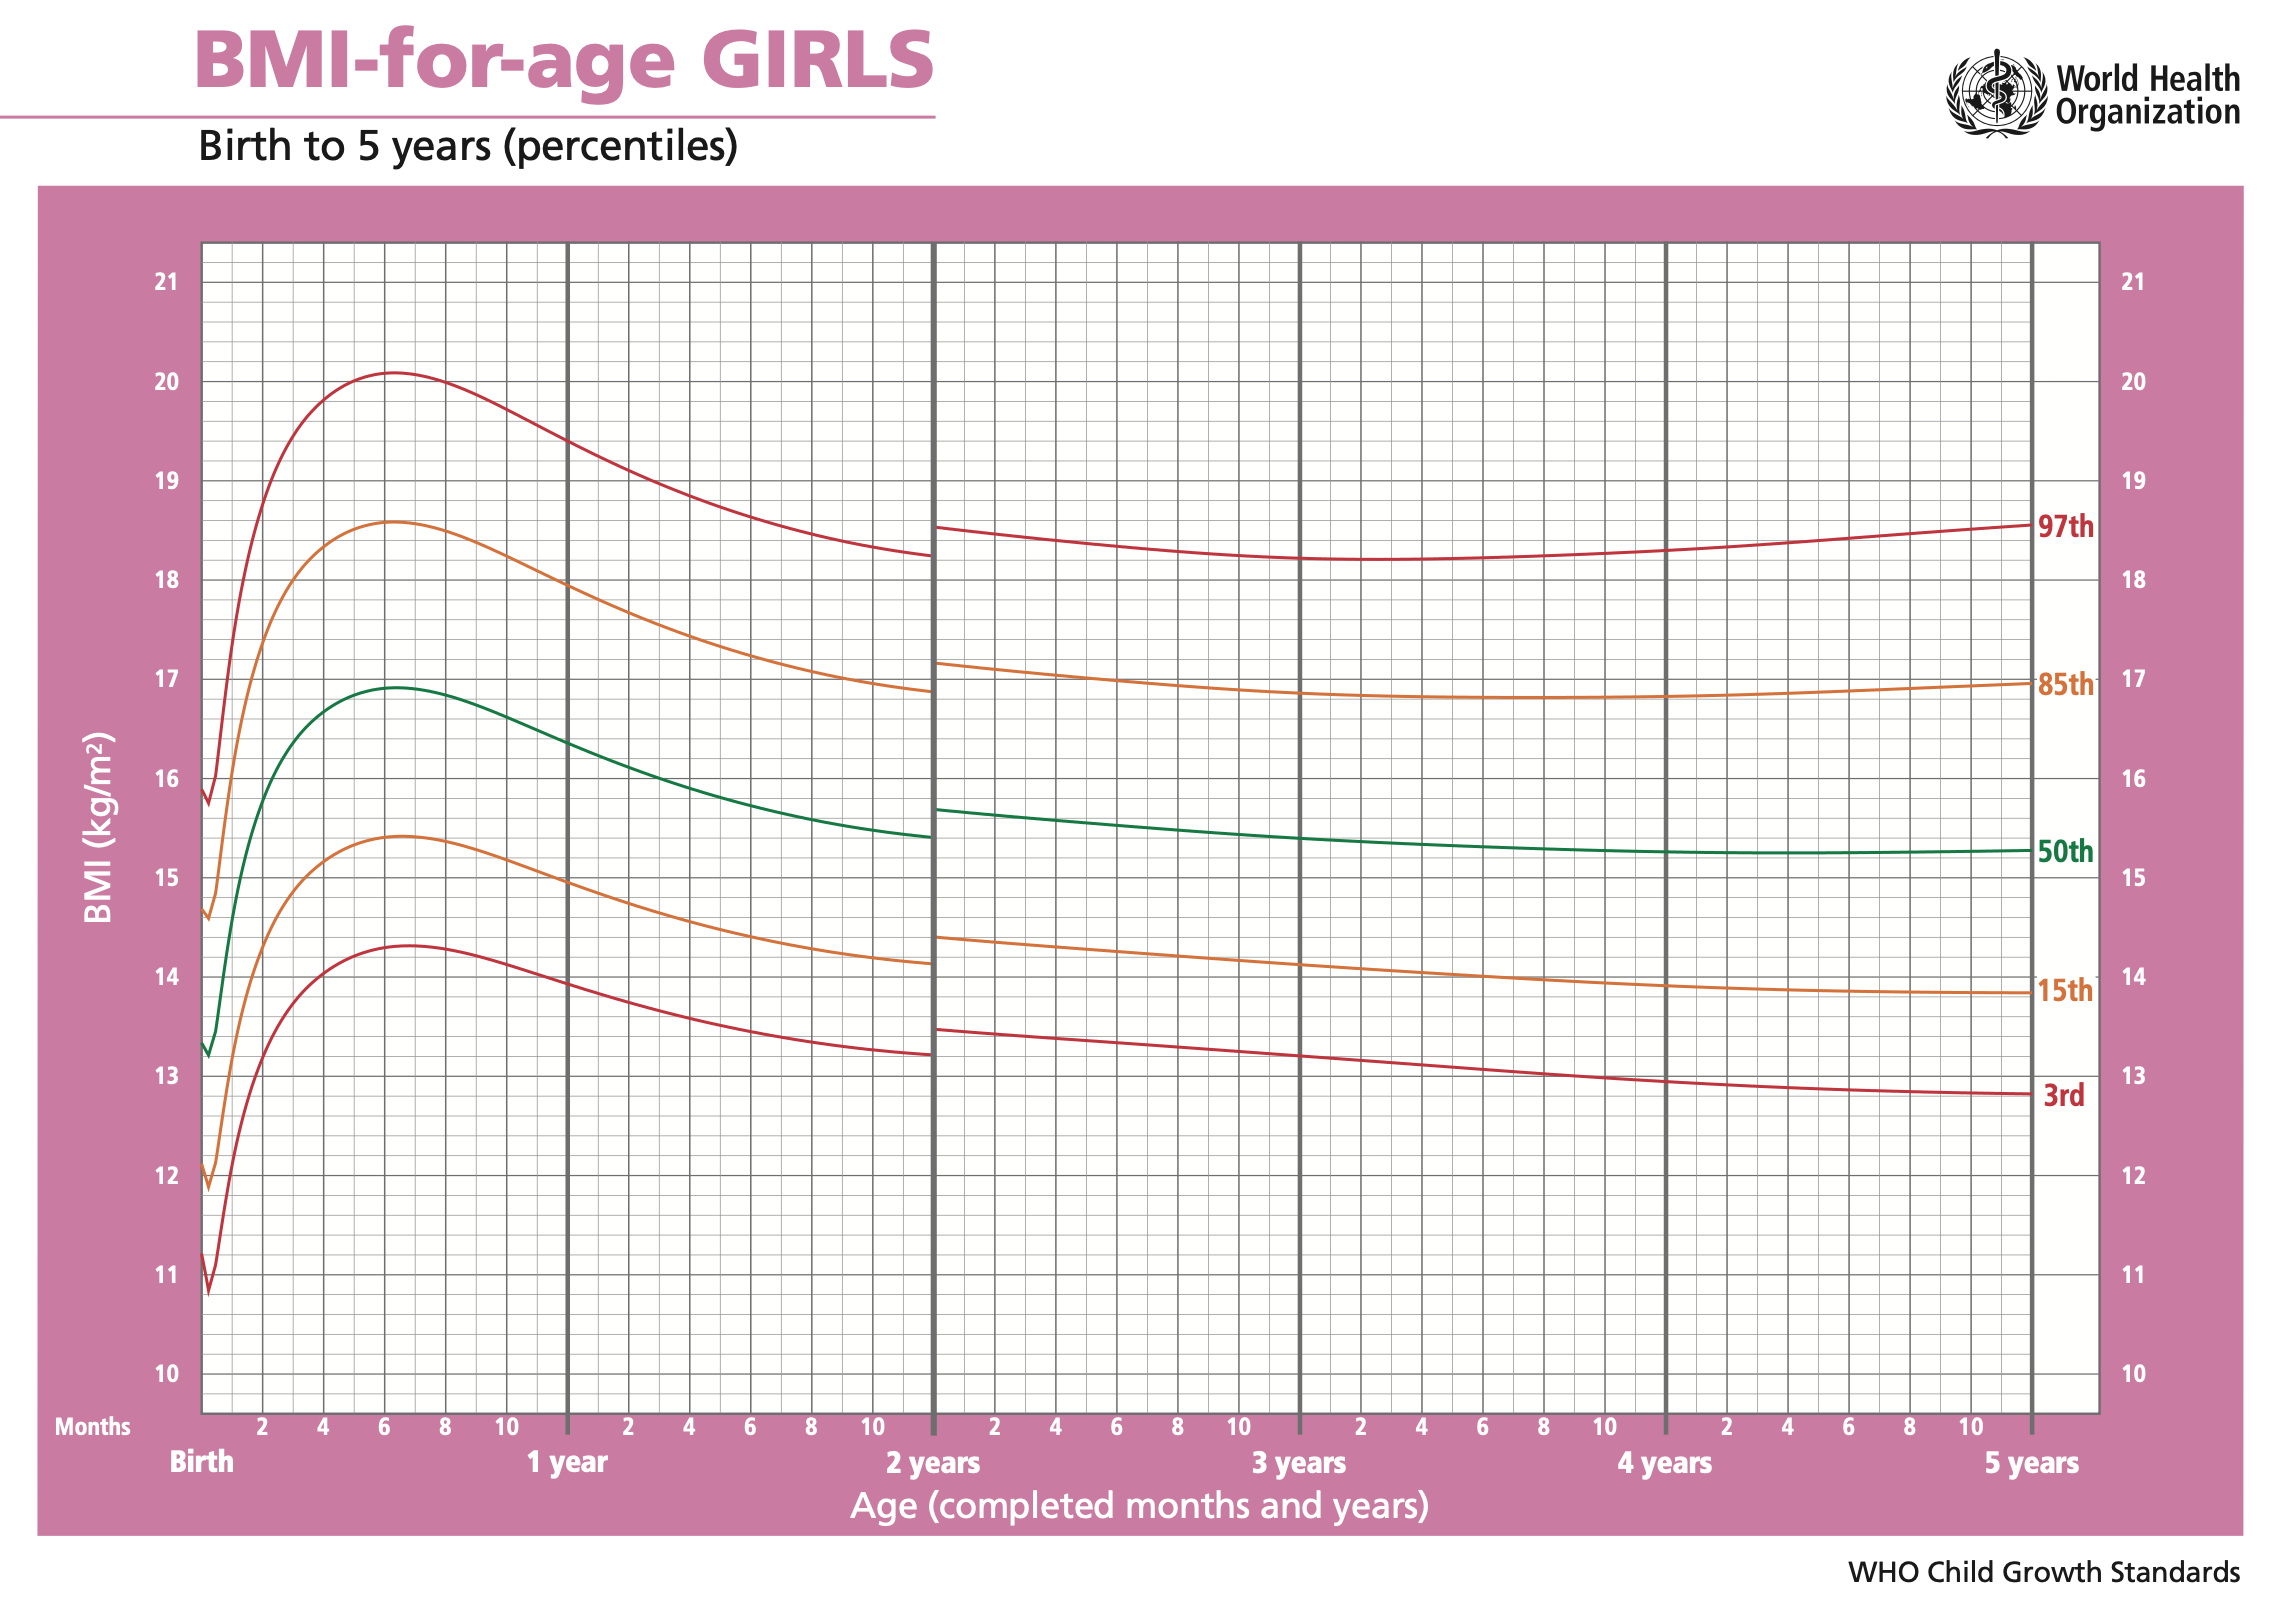 BMI-for-age GIRLS
Birth to 5 years (percentiles)
World Health
Organization
21 21
20 20
19 19
97th
18 18
17 85th 17
16 16
50th
15 15
14 15th 14
13 13
3rd
12 12
11 11
10 10
BMI (kg/m²)
Months 2 4 6 8 10 2 4 6 8 10 2 4 6 8 10 2 4 6 8 10 2 4 6 8 10
Birth 1 year 2 years 3 years 4 years 5 years
Age (completed months and years)
WHO Child Growth Standards